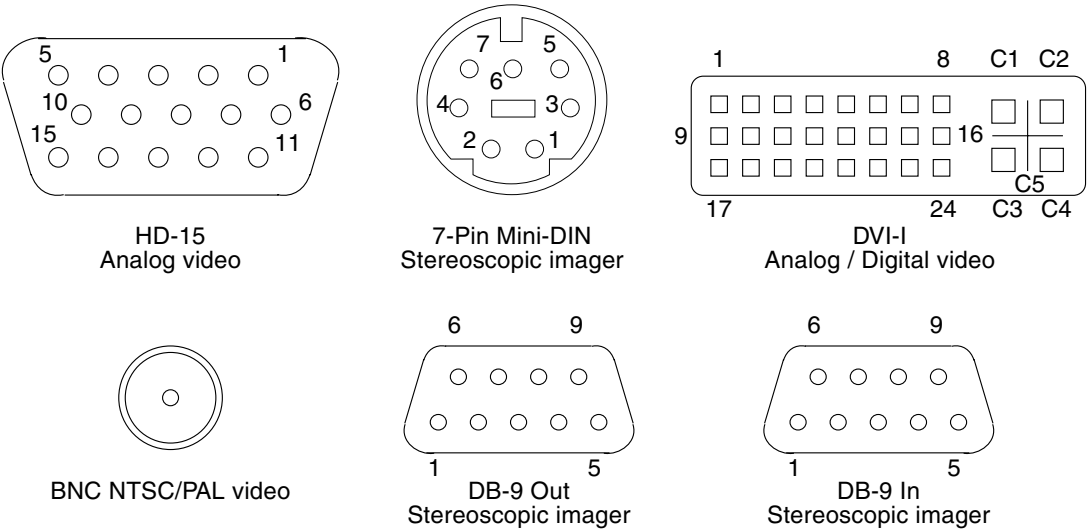 5 1
10 6
15 11
HD-15
Analog video
7 5
6
4 3
2 1
7-Pin Mini-DIN
Stereoscopic imager
1 8 C1 C2
9 16
C5
17 24 C3 C4
DVI-I
Analog / Digital video
BNC NTSC/PAL video
6 9
1 5
DB-9 Out
Stereoscopic imager
6 9
1 5
DB-9 In
Stereoscopic imager